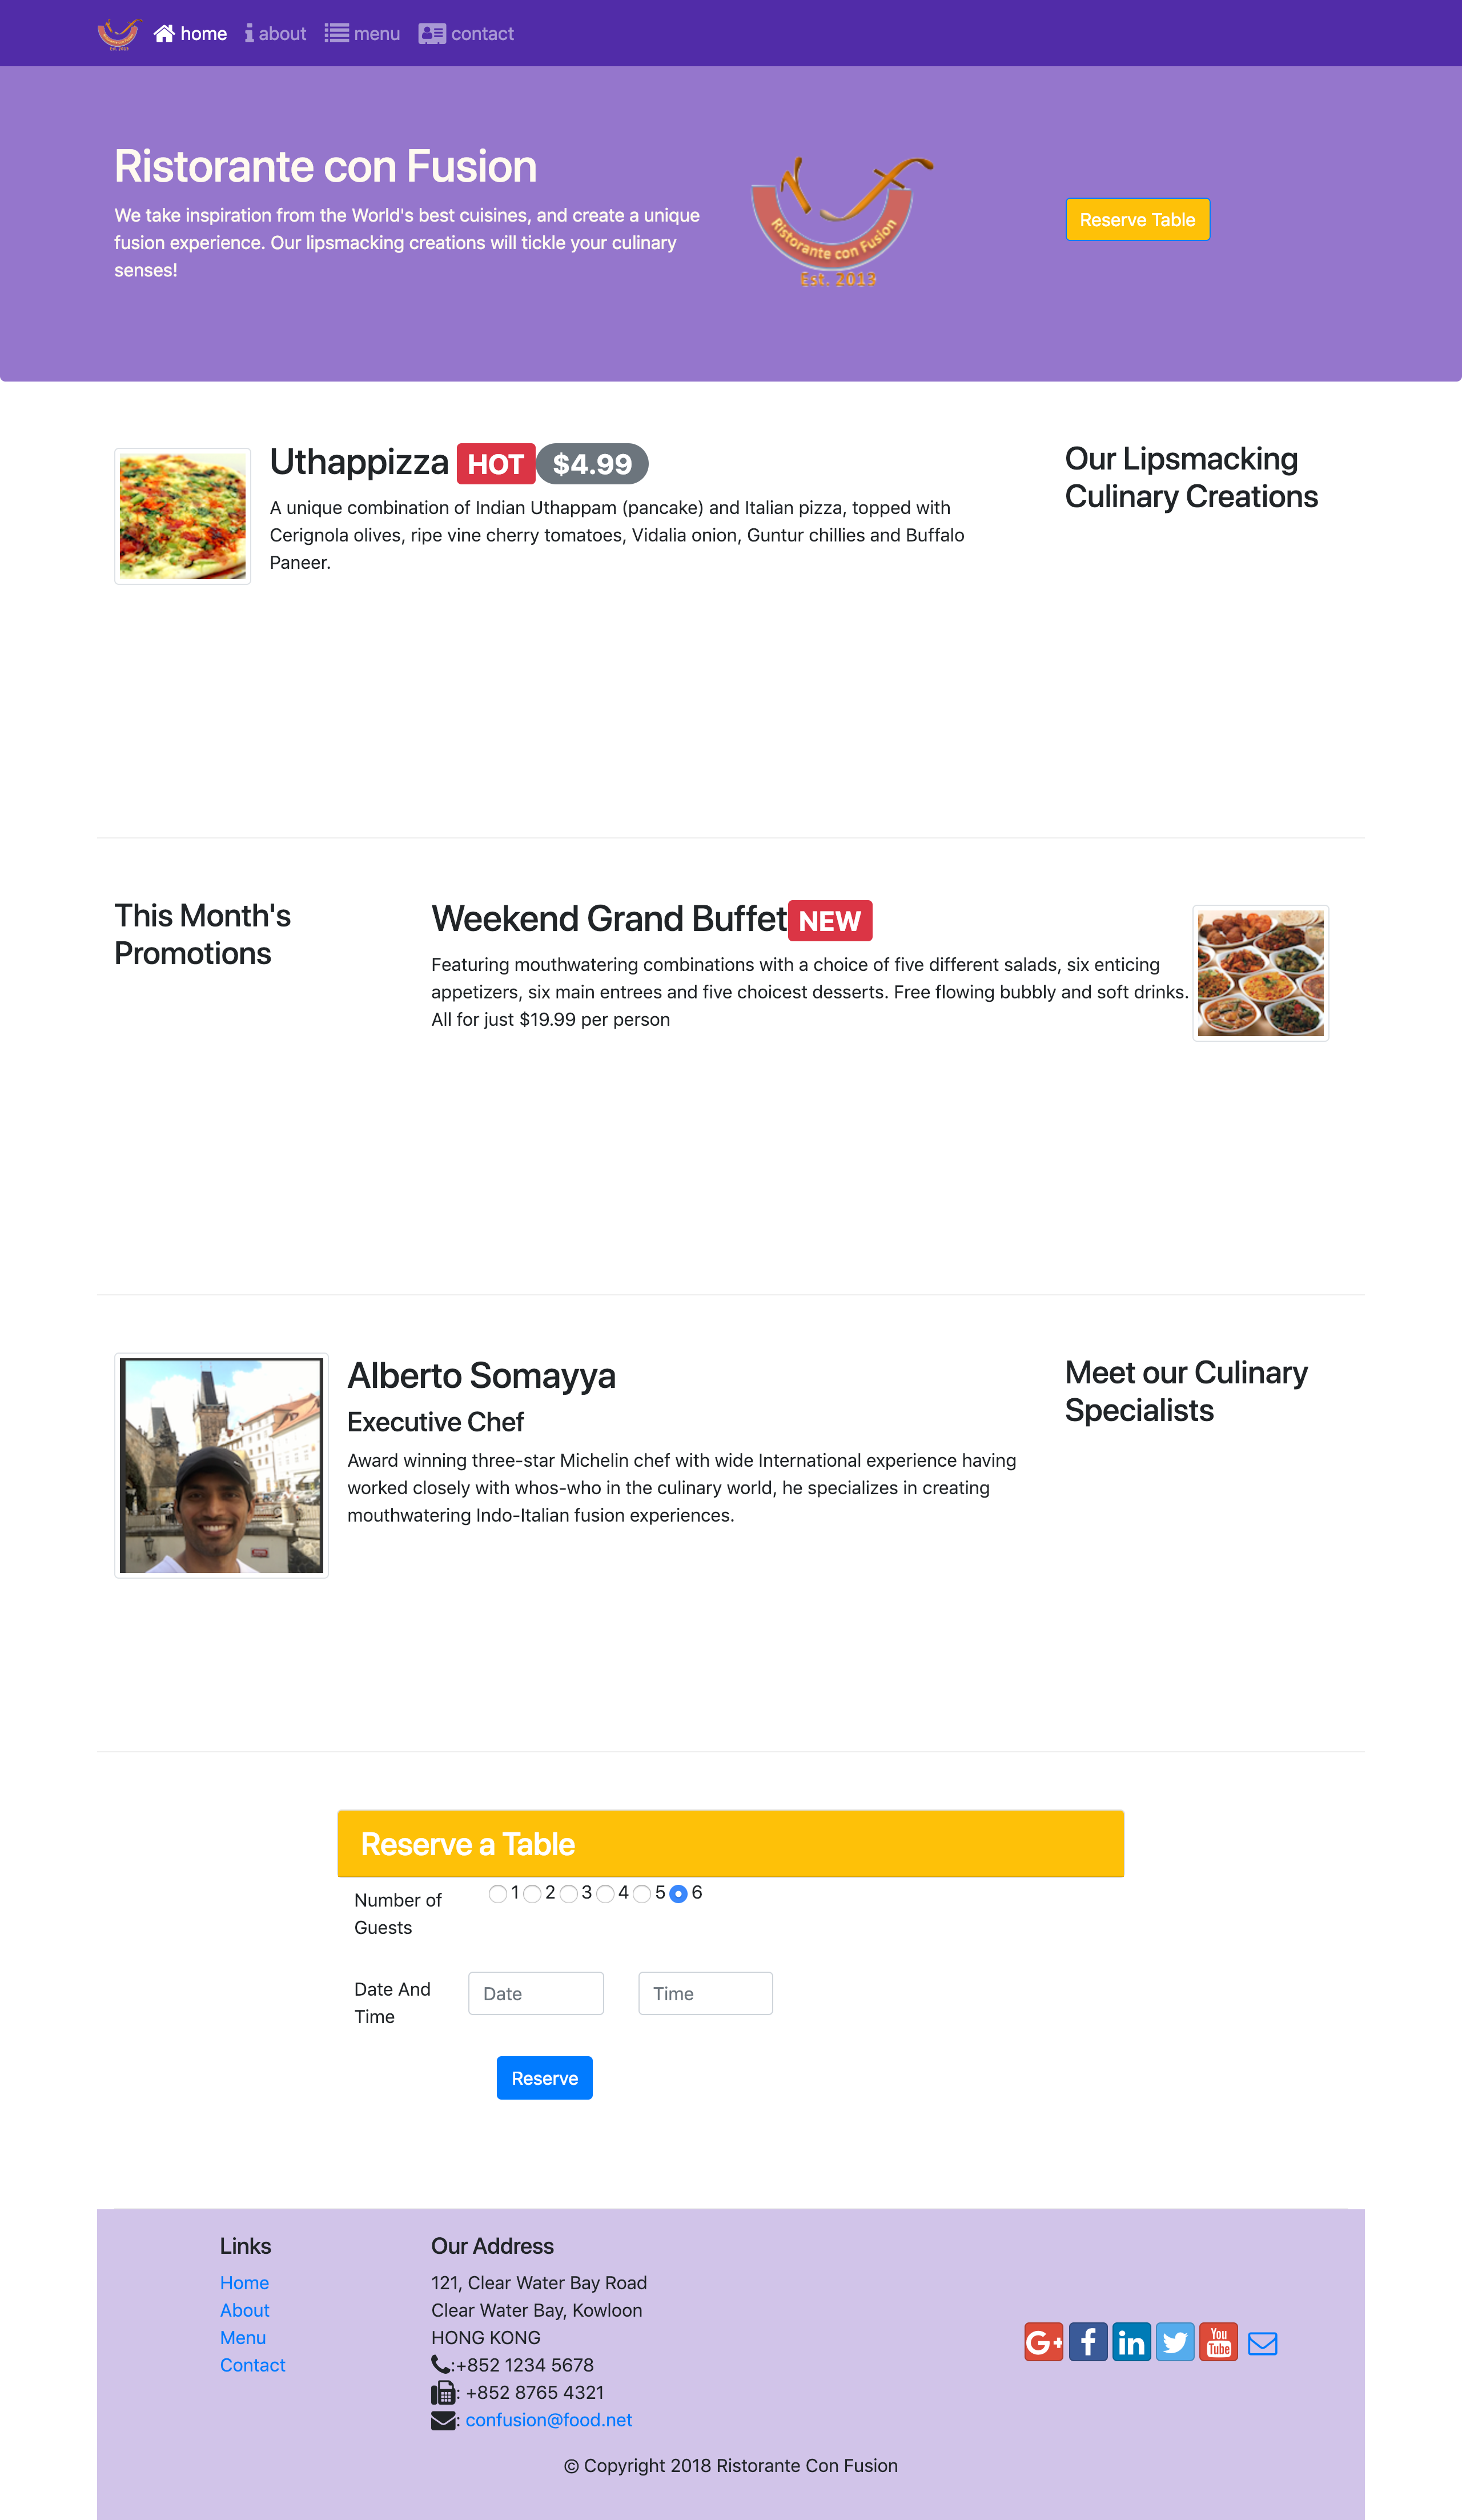 home about menu contact
Ristorante con Fusion
We take inspiration from the World's best cuisines, and create a unique
fusion experience. Our lipsmacking creations will tickle your culinary
senses!
Ristorante con Fusion
Est. 2013
Reserve Table
Uthappizza HOT $4.99
A unique combination of Indian Uthappam (pancake) and Italian pizza, topped with
Cerignola olives, ripe vine cherry tomatoes, Vidalia onion, Guntur chillies and Buffalo
Paneer.
Our Lipsmacking
Culinary Creations
This Month's
Promotions
Weekend Grand Buffet NEW
Featuring mouthwatering combinations with a choice of five different salads, six enticing
appetizers, six main entrees and five choicest desserts. Free flowing bubbly and soft drinks.
All for just $19.99 per person
Alberto Somayya
Executive Chef
Award winning three-star Michelin chef with wide International experience having
worked closely with whos-who in the culinary world, he specializes in creating
mouthwatering Indo-Italian fusion experiences.
Meet our Culinary
Specialists
Reserve a Table
Number of
Guests
1 2 3 4 5 6
Date And
Time
Date
Time
Reserve
Links
Home
About
Menu
Contact
Our Address
121, Clear Water Bay Road
Clear Water Bay, Kowloon
HONG KONG
:+852 1234 5678
: +852 8765 4321
: confusion@food.net
G+ f in You Tube
© Copyright 2018 Ristorante Con Fusion